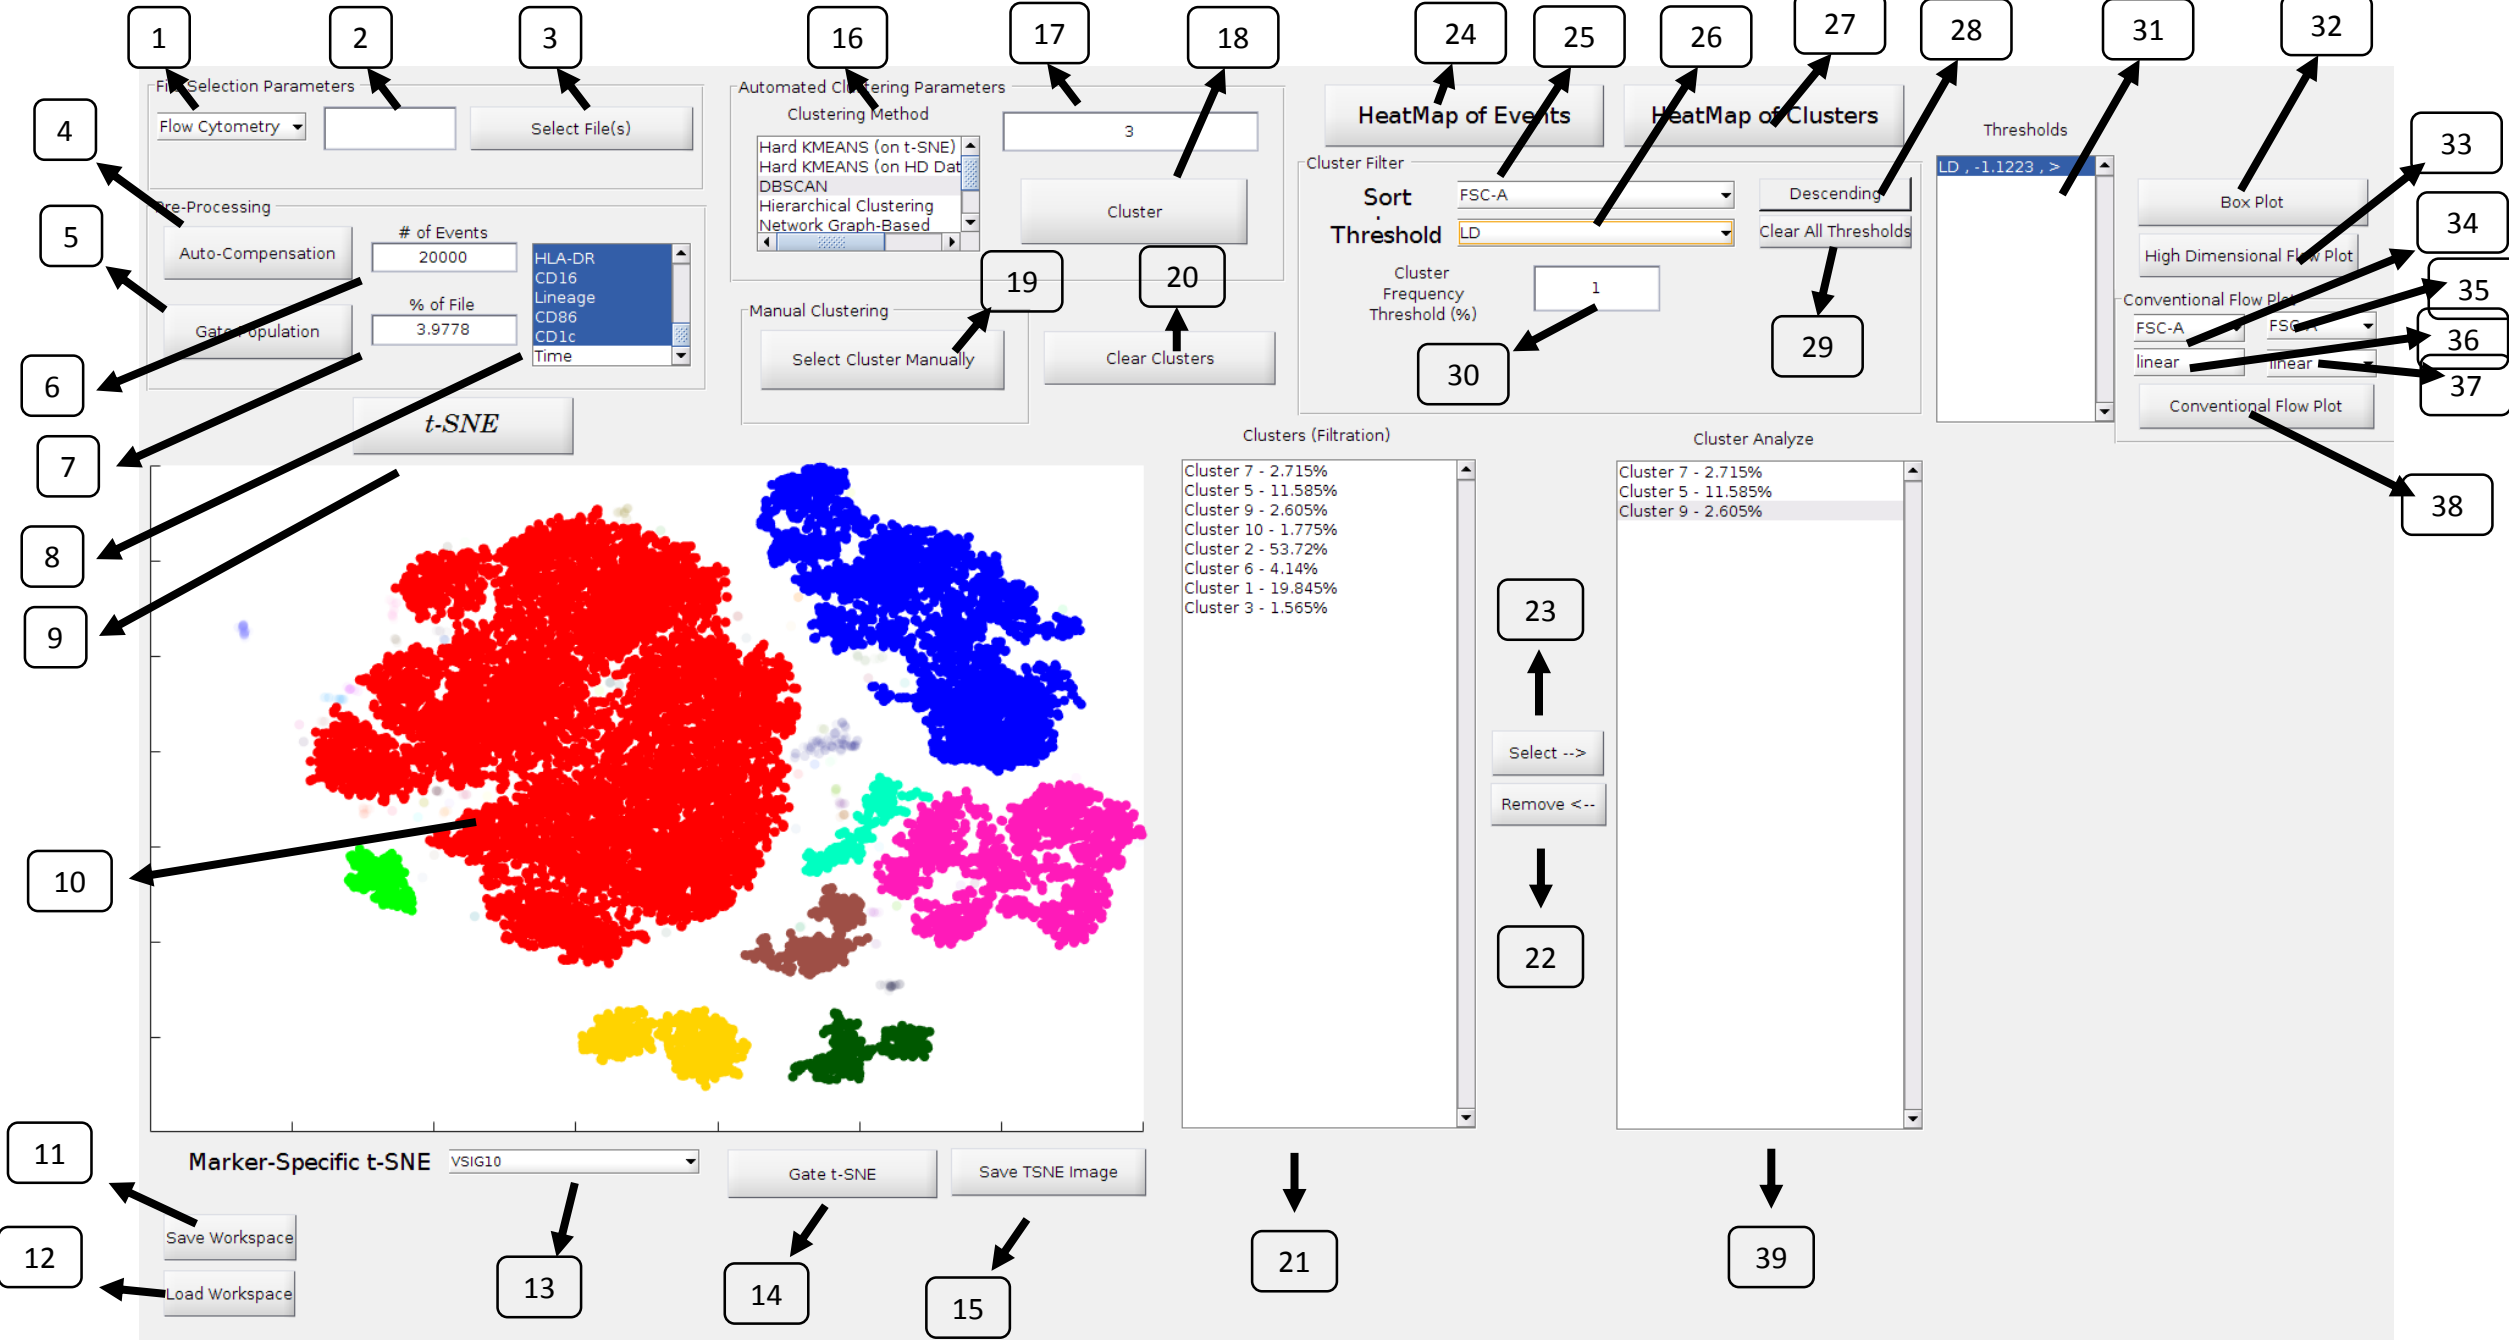 1
2
3
16
17
18
24
25
26
27
28
31
32
4
5
6
7
8
9
10
11
12
File Selection Parameters
Flow Cytometry
Select File(s)
Pre-Processing
Auto-Compensation
# of Events
20000
Gate Population
% of File
3.9778
HLA-DR
CD16
Lineage
CD86
CD1c
Time
t-SNE
Automated Clustering Parameters
Clustering Method
Hard KMEANS (on t-SNE)
Hard KMEANS (on HD Dat
DBSCAN
Hierarchical Clustering
Network Graph-Based
3
Cluster
19
20
Manual Clustering
Select Cluster Manually
Clear Clusters
HeatMap of Events
HeatMap of Clusters
Cluster Filter
Sort
FSC-A
Descending
Threshold
LD
Clear All Thresholds
Cluster
Frequency
Threshold (%)
1
30
29
Thresholds
LD , -1.1223 , >
Box Plot
High Dimensional Flow Plot
Conventional Flow Plot
FSC-A
FSC-A
linear
linear
Conventional Flow Plot
33
34
35
36
37
38
Clusters (Filtration)
Cluster 7 - 2.715%
Cluster 5 - 11.585%
Cluster 9 - 2.605%
Cluster 10 - 1.775%
Cluster 2 - 53.72%
Cluster 6 - 4.14%
Cluster 1 - 19.845%
Cluster 3 - 1.565%
23
Select -->
Remove <--
22
Cluster Analyze
Cluster 7 - 2.715%
Cluster 5 - 11.585%
Cluster 9 - 2.605%
Marker-Specific t-SNE
VSIG10
Gate t-SNE
Save TSNE Image
Save Workspace
Load Workspace
13
14
15
21
39